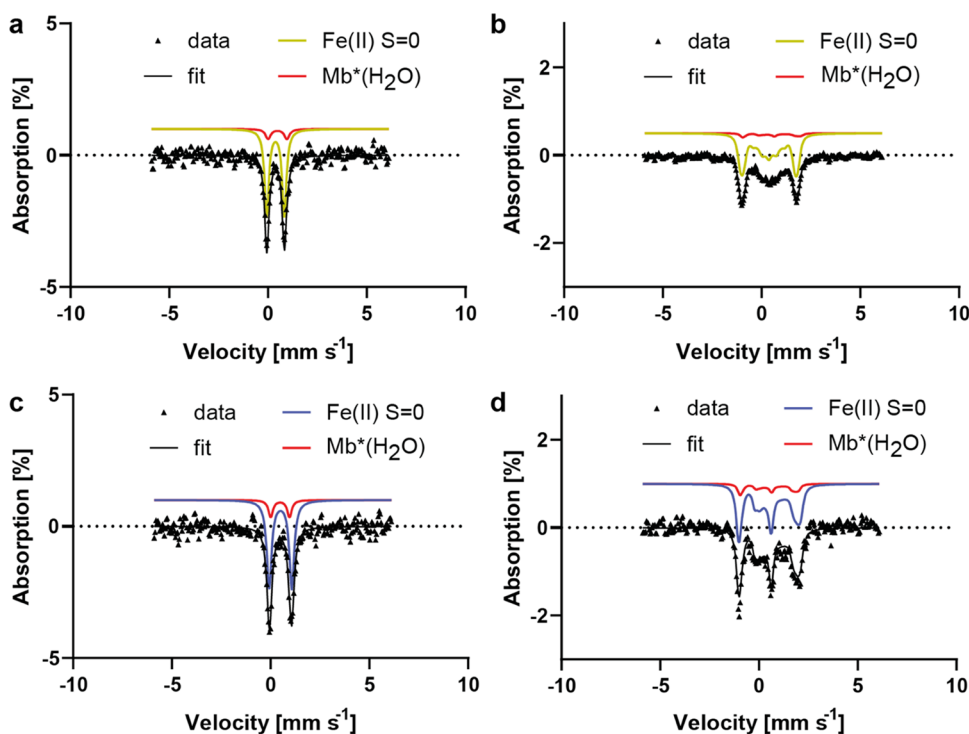 a
data
fit
Fe(II) S=0
Mb*(H2O)
Absorption [%]
5
0
-5
-10
-5
0
5
10
Velocity [mm s-1]
b
data
fit
Fe(II) S=0
Mb*(H2O)
Absorption [%]
2
0
-2
-10
-5
0
5
10
Velocity [mm s-1]
c
data
fit
Fe(II) S=0
Mb*(H2O)
Absorption [%]
5
0
-5
-10
-5
0
5
10
Velocity [mm s-1]
d
data
fit
Fe(II) S=0
Mb*(H2O)
Absorption [%]
2
0
-2
-10
-5
0
5
10
Velocity [mm s-1]